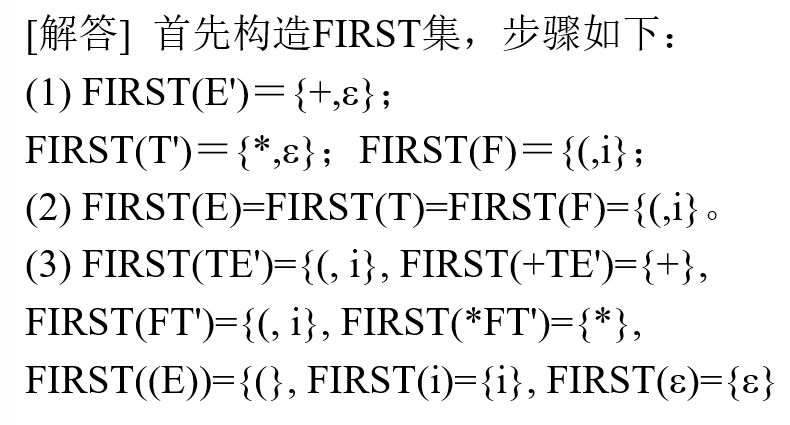 [解答] 首先构造FIRST集，步骤如下：
(1) FIRST(E')＝{+,ε}；
FIRST(T')＝{*,ε}；FIRST(F)＝{(,i}；
(2) FIRST(E)=FIRST(T)=FIRST(F)={(,i}。
(3) FIRST(TE')={(, i}, FIRST(+TE')={+},
FIRST(FT')={(, i}, FIRST(*FT')={*},
FIRST((E))={(}, FIRST(i)={i}, FIRST(ε)={ε}